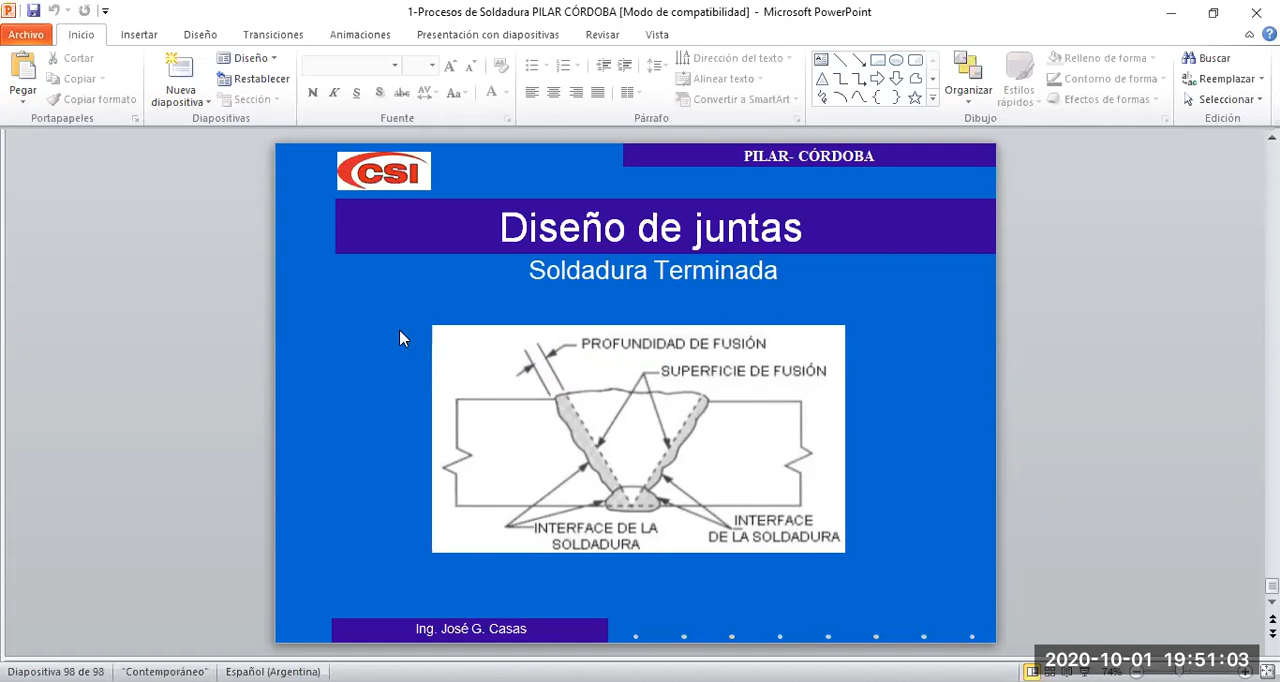 1-Procesos de Soldadura PILAR CÓRDOBA [Modo de compatibilidad] - Microsoft PowerPoint
Archivo Inicio Insertar Diseño Transiciones Animaciones Presentación con diapositivas Revisar Vista
Pegar
Cortar
Copiar
Copiar formato
Portapapeles
Nueva
diapositiva
Diseño
Restablecer
Sección
Diapositivas
N K S S abc AV Aa A
Fuente
Párrafo
Dirección del texto
Alinear texto
Convertir a SmartArt
Organizar
Estilos
rápidos
Relleno de forma
Contorno de forma
Efectos de formas
Dibujo
Buscar
Reemplazar
Seleccionar
Edición
CSI
PILAR- CÓRDOBA
Diseño de juntas
Soldadura Terminada
PROFUNDIDAD DE FUSIÓN
SUPERFICIE DE FUSIÓN
INTERFACE DE LA
SOLDADURA
INTERFACE
DE LA SOLDADURA
Ing. José G. Casas
Diapositiva 98 de 98 "Contemporáneo" Español (Argentina) 74%
2020-10-01 19:51:03